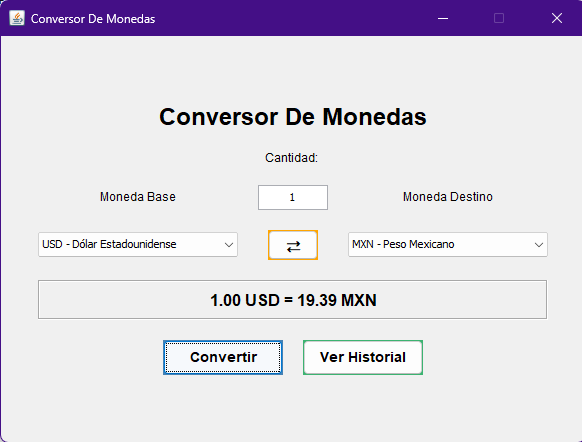 Conversor De Monedas
Conversor De Monedas
Cantidad:
Moneda Base 1 Moneda Destino
USD - Dólar Estadounidense MXN - Peso Mexicano
1.00 USD = 19.39 MXN
Convertir Ver Historial